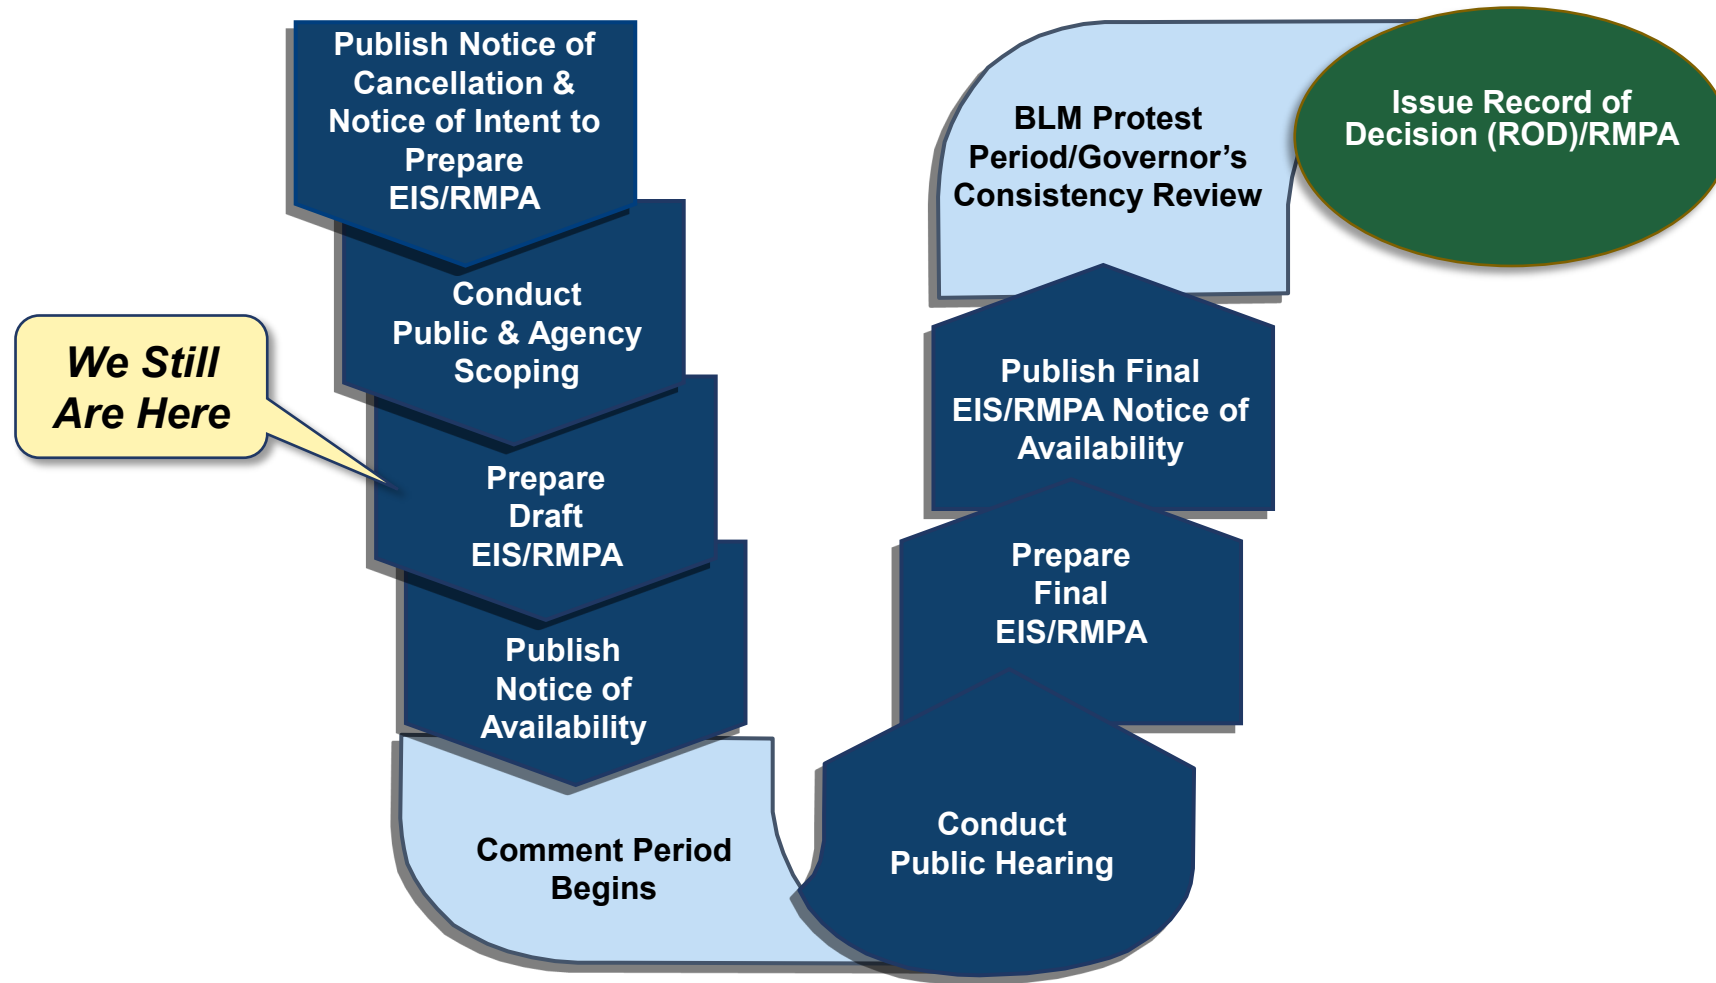 Publish Notice of
Cancellation &
Notice of Intent to
Prepare
EIS/RMPA
Conduct
Public & Agency
Scoping
We Still
Are Here
Prepare
Draft
EIS/RMPA
Publish
Notice of
Availability
Comment Period
Begins
Conduct
Public Hearing
Prepare
Final
EIS/RMPA
Publish Final
EIS/RMPA Notice of
Availability
BLM Protest
Period/Governor’s
Consistency Review
Issue Record of
Decision (ROD)/RMPA